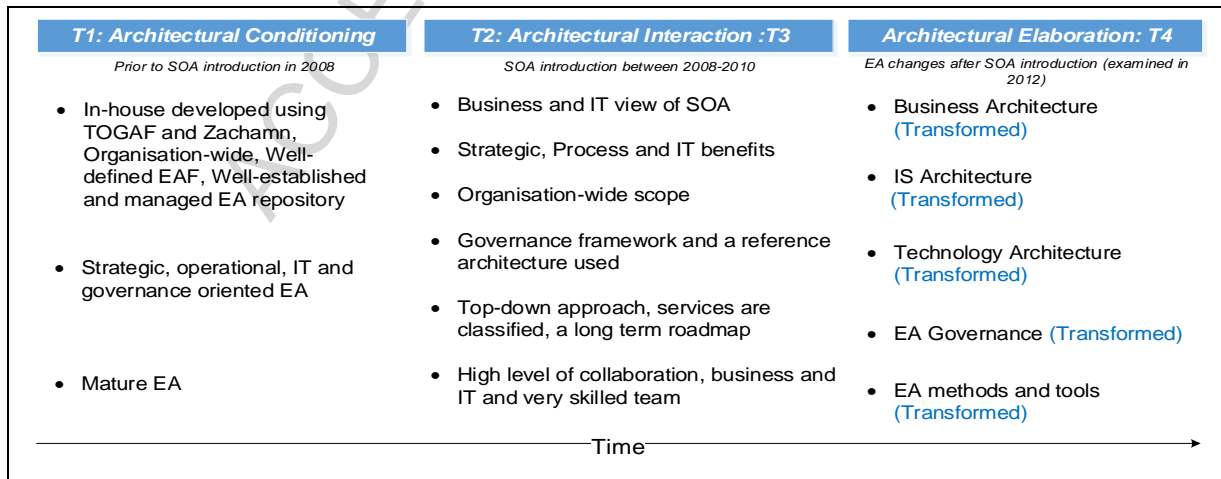 T1: Architectural Conditioning
Prior to SOA introduction in 2008
• In-house developed using
TOGAF and Zachamn,
Organisation-wide, Well-
defined EAF, Well-established
and managed EA repository
• Strategic, operational, IT and
governance oriented EA
• Mature EA
T2: Architectural Interaction :T3
SOA introduction between 2008-2010
• Business and IT view of SOA
• Strategic, Process and IT benefits
• Organisation-wide scope
• Governance framework and a reference
architecture used
• Top-down approach, services are
classified, a long term roadmap
• High level of collaboration, business and
IT and very skilled team
Architectural Elaboration: T4
EA changes after SOA introduction (examined in
2012)
• Business Architecture
(Transformed)
• IS Architecture
(Transformed)
• Technology Architecture
(Transformed)
• EA Governance (Transformed)
• EA methods and tools
(Transformed)
Time